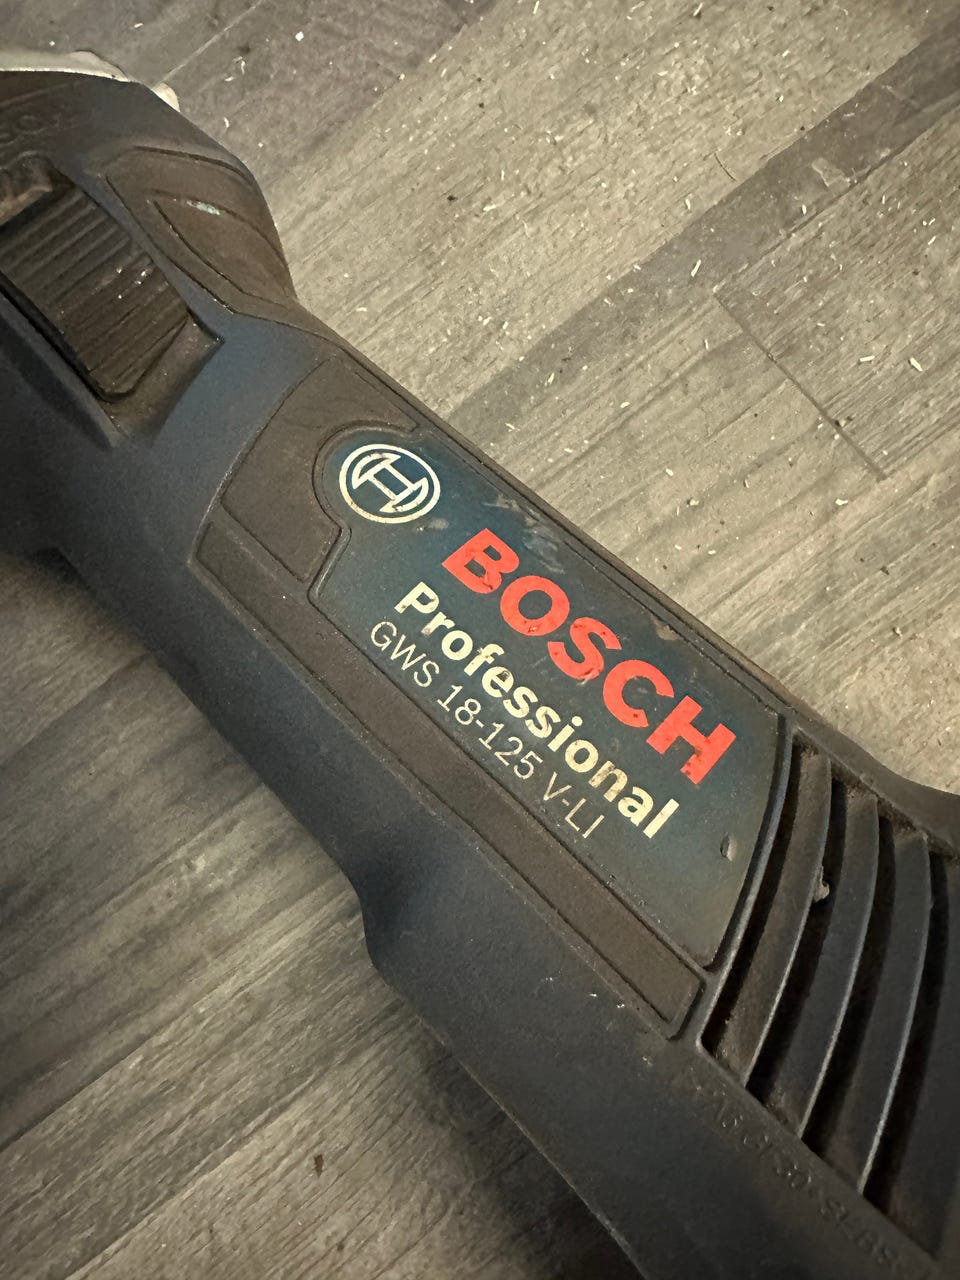 BOSCH
Professional
GWS 18-125 V-LI